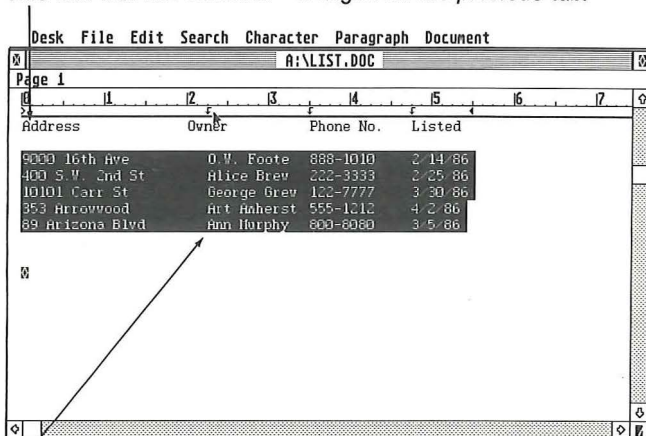 Desk File Edit Search Character Paragraph Document
A:\LIST.DOC
Page 1
0 1 2 3 4 5 6 7
Address Owner Phone No. Listed
9000 16th Ave O.W. Foote 888-1010 2/14/86
400 S.W. 2nd St Alice Brew 222-3333 2/25/86
10101 Carr St George Grew 122-7777 3/30/86
353 Arrowwood Art Amherst 555-1212 4/2/86
89 Arizona Blvd Ann Murphy 800-8080 3/5/86